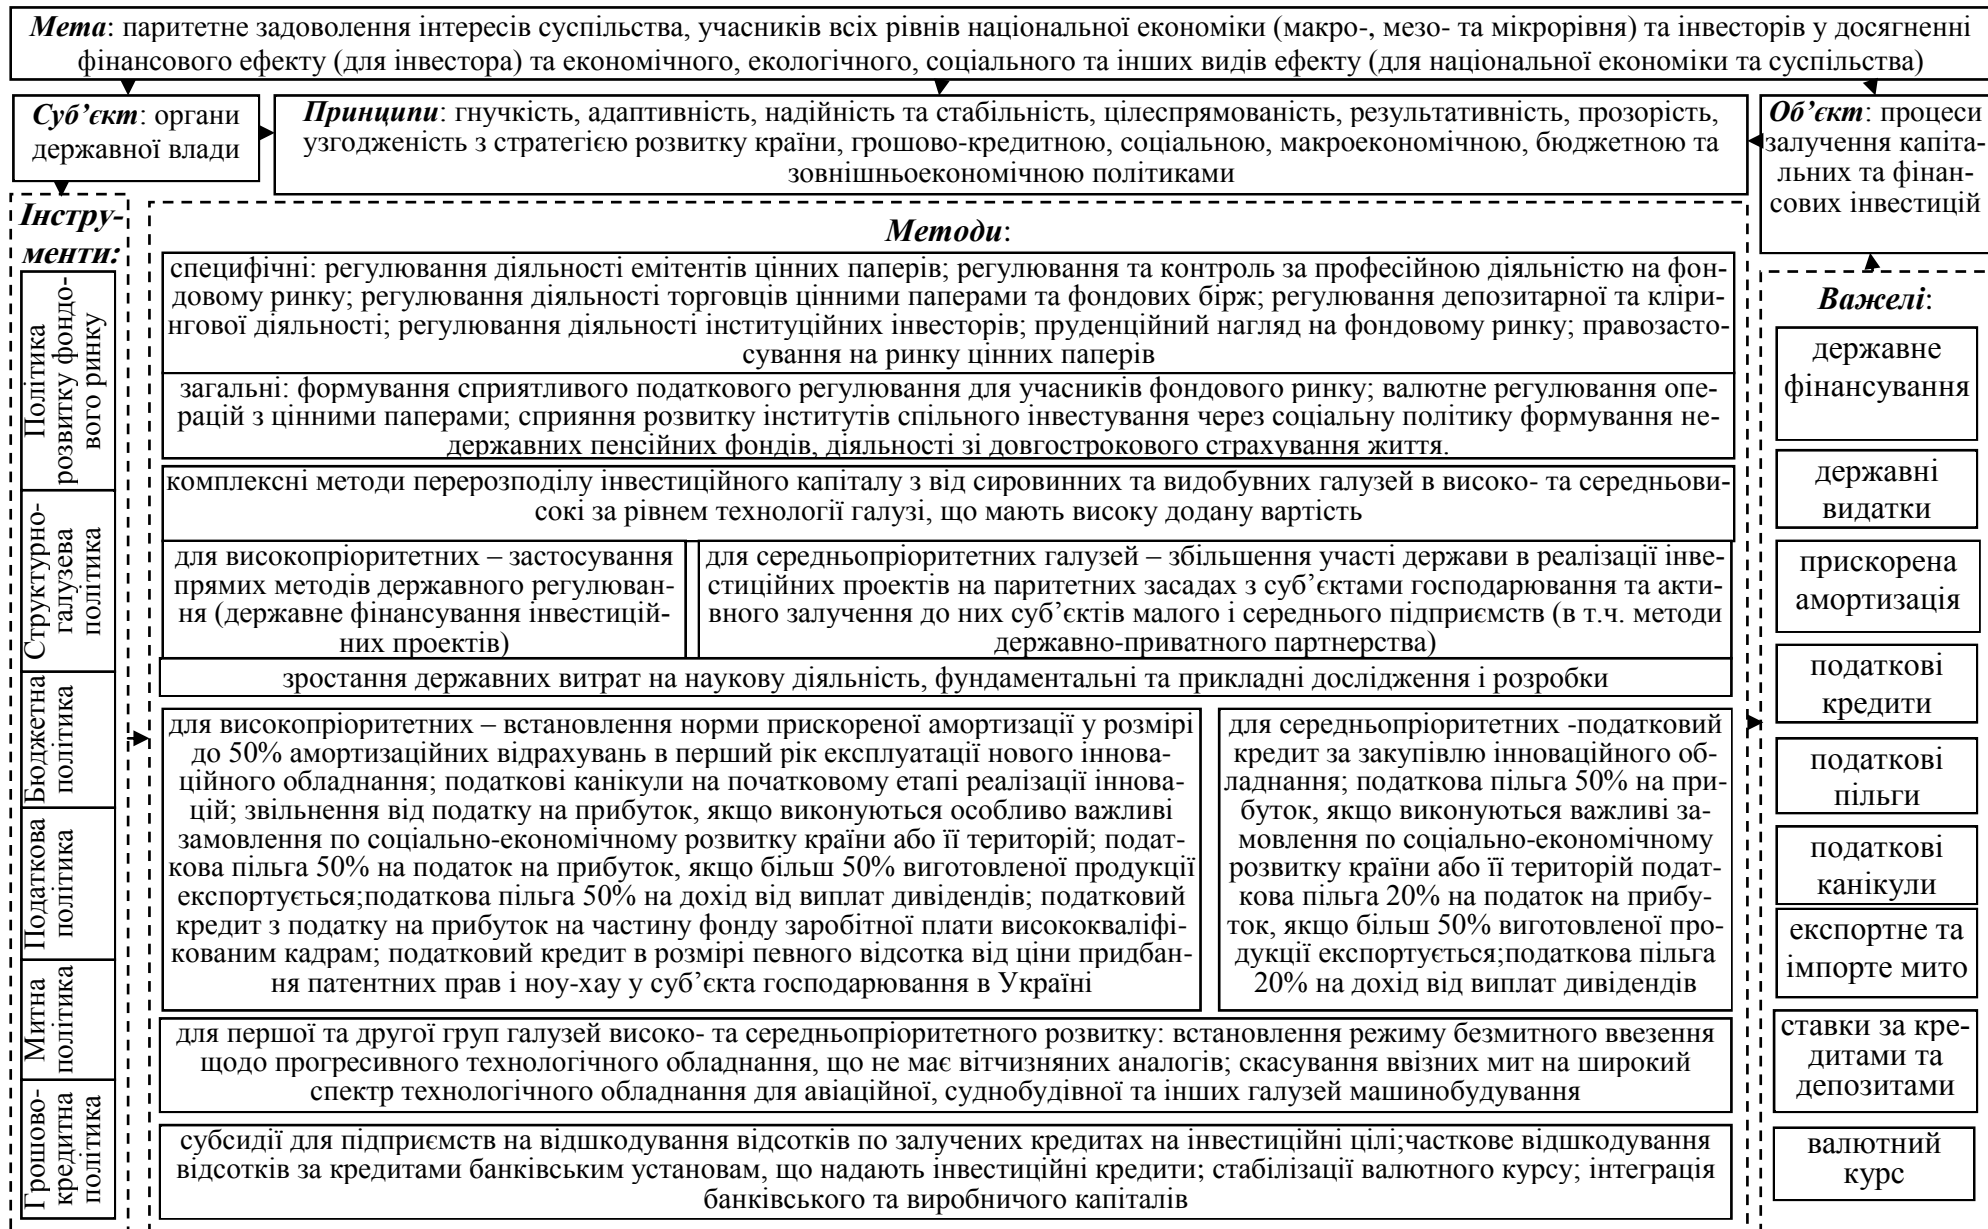 Мета: паритетне задоволення інтересів суспільства, учасників всіх рівнів національної економіки (макро-, мезо- та мікрорівня) та інвесторів у досягненні
фінансового ефекту (для інвестора) та економічного, екологічного, соціального та інших видів ефекту (для національної економіки та суспільства)
Суб’єкт: органи
державної влади
Принципи: гнучкість, адаптивність, надійність та стабільність, цілеспрямованість, результативність, прозорість,
узгодженість з стратегією розвитку країни, грошово-кредитною, соціальною, макроекономічною, бюджетною та
зовнішньоекономічною політиками
Об’єкт: процеси
залучення капіта-
льних та фінан-
сових інвестицій
Інстру-
менти:
Політика
розвитку фондо-
вого ринку
Структурно-
галузева
політика
Бюджетна
політика
Податкова
політика
Митна
політика
Грошово-
кредитна
політика
Методи:
специфічні: регулювання діяльності емітентів цінних паперів; регулювання та контроль за професійною діяльністю на фон-
довому ринку; регулювання діяльності торговців цінними паперами та фондових бірж; регулювання депозитарної та кліри-
нгової діяльності; регулювання діяльності інституційних інвесторів; пруденційний нагляд на фондовому ринку; правозасто-
сування на ринку цінних паперів
загальні: формування сприятливого податкового регулювання для учасників фондового ринку; валютне регулювання опе-
рацій з цінними паперами; сприяння розвитку інститутів спільного інвестування через соціальну політику формування не-
державних пенсійних фондів, діяльності зі довгострокового страхування життя.
комплексні методи перерозподілу інвестиційного капіталу з від сировинних та видобувних галузей в високо- та середньови-
сокі за рівнем технології галузі, що мають високу додану вартість
для високпріоритетних – застосування
прямих методів державного регулюван-
ня (державне фінансування інвестицій-
них проектів)
для середньпріоритетних галузей – збільшення участі держави в реалізації інве-
стиційних проектів на паритетних засадах з суб’єктами господарювання та акти-
вного залучення до них суб’єктів малого і середнього підприємств (в т.ч. методи
державно-приватного партнерства)
зростання державних витрат на наукову діяльність, фундаментальні та прикладні дослідження і розробки
для високпріоритетних – встановлення норми прискореної амортизації у розмірі
до 50% амортизаційних відрахувань в перший рік експлуатації нового іннова-
ційного обладнання; податкові канікули на початковому етапі реалізації іннова-
цій; звільнення від податку на прибуток, якщо виконуються особливо важливі
замовлення по соціально-економічному розвитку країни або її територій; подат-
кова пільга 50% на податок на прибуток, якщо більш 50% виготовленої продукції
експортується;податкова пільга 50% на дохід від виплат дивідендів; податковий
кредит з податку на прибуток на частину фонду заробітної плати висококваліфі-
кованим кадрам; податковий кредит в розмірі певного відсотка від ціни придбан-
ня патентних прав і ноу-хау у суб’єкта господарювання в Україні
для середньпріоритетних -податковий
кредит за закупівлю інноваційного об-
ладнання; податкова пільга 50% на при-
буток, якщо виконуються важливі за-
мовлення по соціально-економічному
розвитку країни або її територій подат-
кова пільга 20% на податок на прибу-
ток, якщо більш 50% виготовленої про-
дукції експортується;податкова пільга
20% на дохід від виплат дивідендів
для першої та другої груп галузей високо- та середньпріоритетного розвитку: встановлення режиму безмитного ввезення
щодо прогресивного технологічного обладнання, що не має вітчизняних аналогів; скасування ввізних мит на широкий
спектр технологічного обладнання для авіаційної, суднобудівної та інших галузей машинобудування
субсидії для підприємств на відшкодування відсотків по залучених кредитах на інвестиційні цілі;часткове відшкодування
відсотків за кредитами банківським установам, що надають інвестиційні кредити; стабілізації валютного курсу; інтеграція
банківського та виробничого капіталів
Важелі:
державне
фінансування
державні
видатки
прискорена
амортизація
податкові
кредити
податкові
пільги
податкові
канікули
експортне та
імпорте мито
ставки за кре-
дитами та
депозитами
валютний
курс